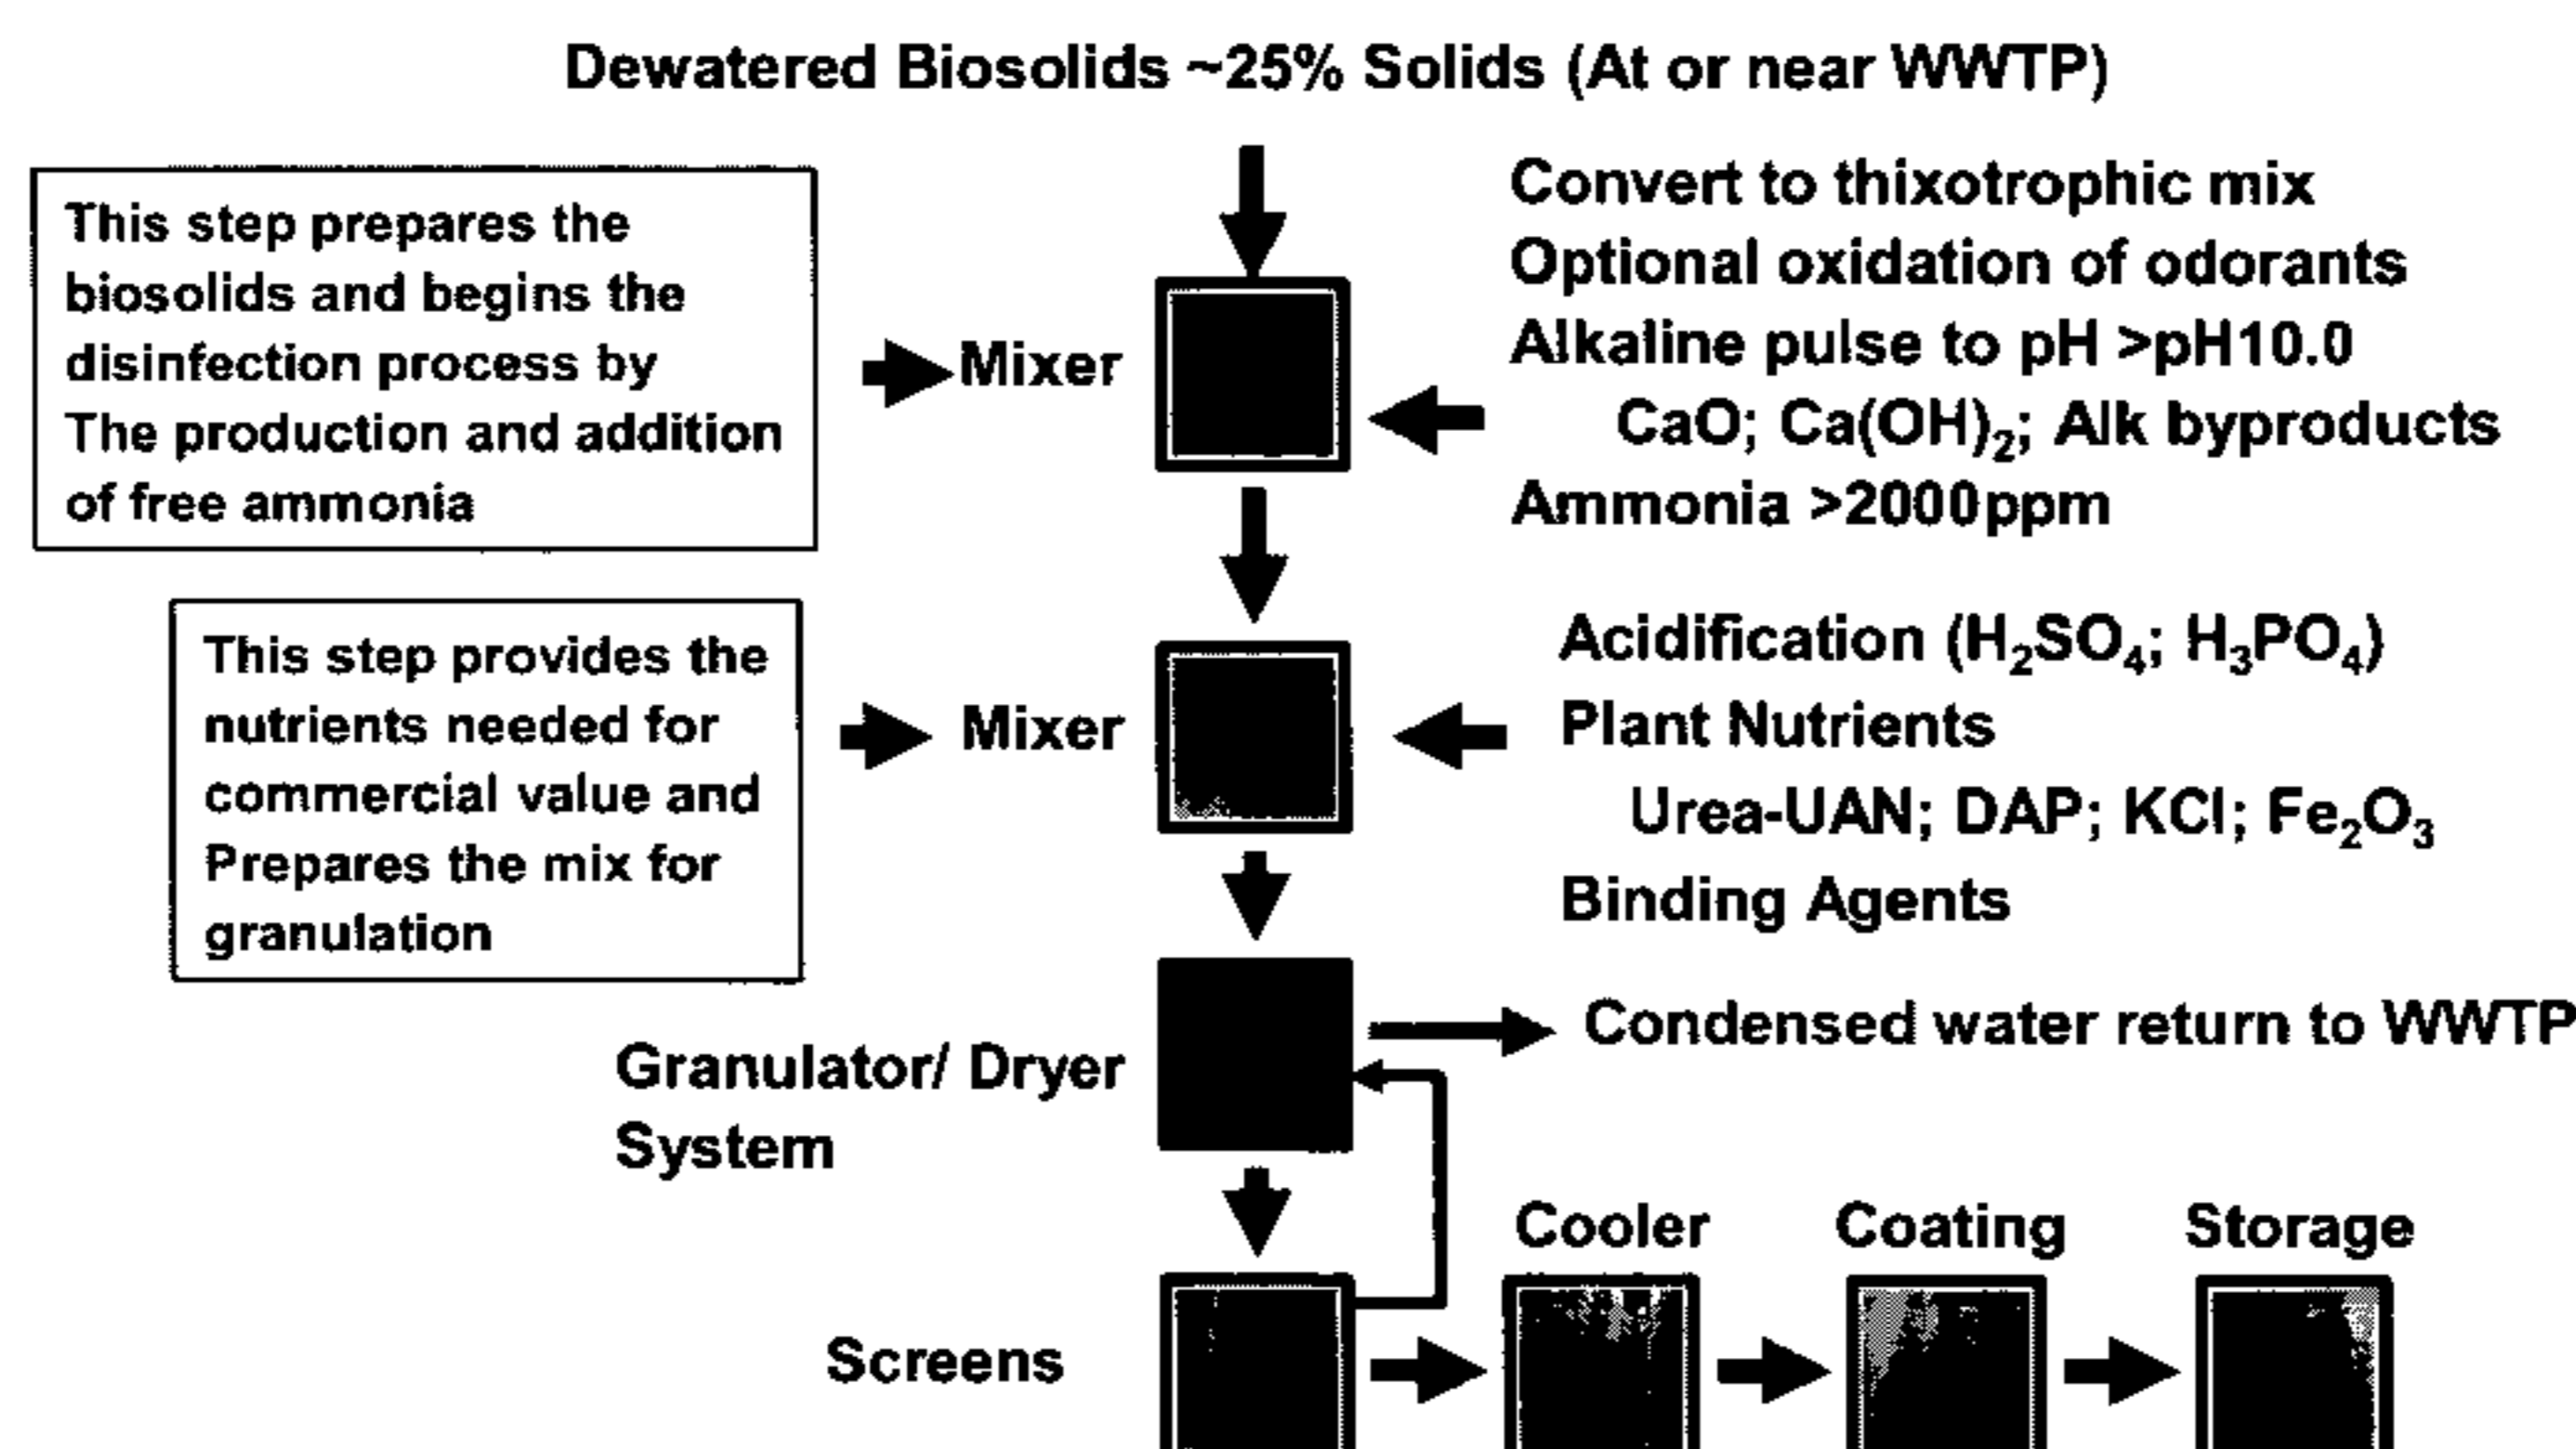 Dewatered Biosolids ~25% Solids (At or near WWTP)
This step prepares the
biosolids and begins the
disinfection process by
The production and addition
of free ammonia
Mixer
Convert to thixotrophic mix
Optional oxidation of odorants
Alkaline pulse to pH >pH10.0
CaO; Ca(OH)₂; Alk byproducts
Ammonia >2000ppm
This step provides the
nutrients needed for
commercial value and
Prepares the mix for
granulation
Mixer
Acidification (H₂SO₄; H₃PO₄)
Plant Nutrients
Urea-UAN; DAP; KCl; Fe₂O₃
Binding Agents
Granulator/ Dryer
System
Condensed water return to WWTP
Screens
Cooler
Coating
Storage